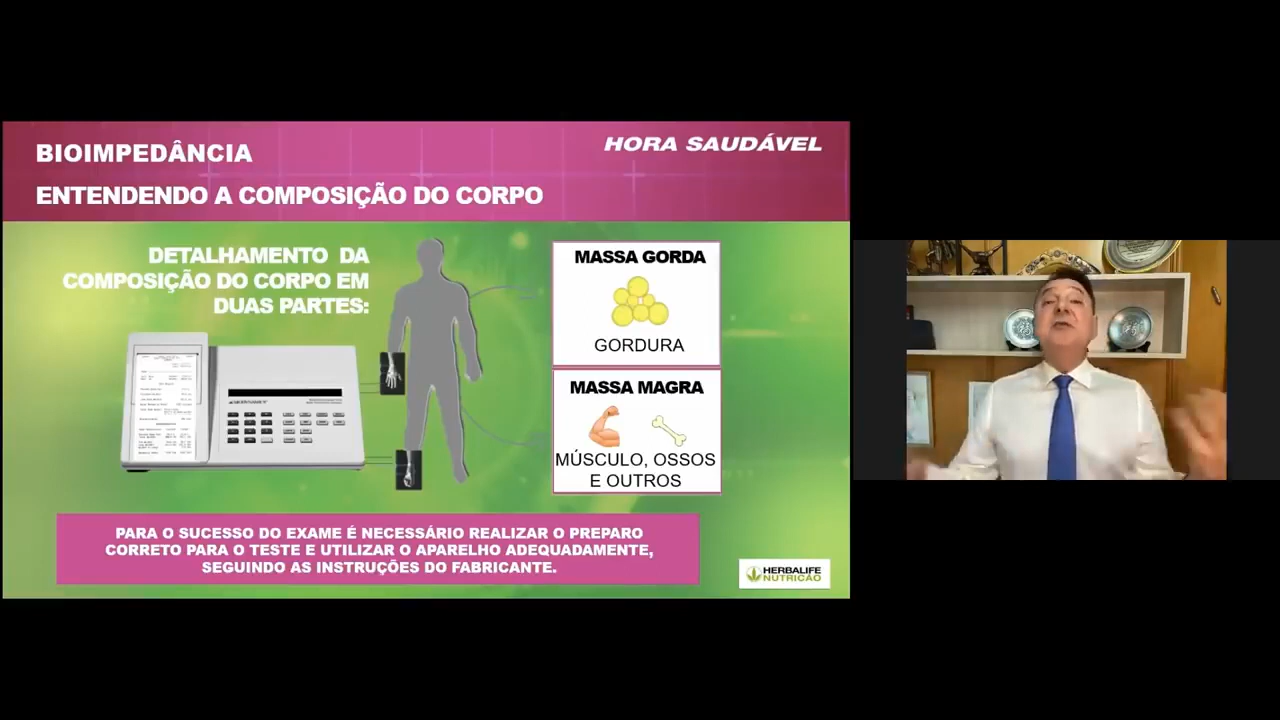 BIOIMPEDÂNCIA
HORA SAUDÁVEL
ENTENDENDO A COMPOSIÇÃO DO CORPO
DETALHAMENTO DA
COMPOSIÇÃO DO CORPO EM
DUAS PARTES:
MASSA GORDA
GORDURA
MASSA MAGRA
MÚSCULO, OSSOS
E OUTROS
PARA O SUCESSO DO EXAME É NECESSÁRIO REALIZAR O PREPARO
CORRETO PARA O TESTE E UTILIZAR O APARELHO ADEQUADAMENTE,
SEGUINDO AS INSTRUÇÕES DO FABRICANTE.
HERBALIFE
NUTRIÇÃO